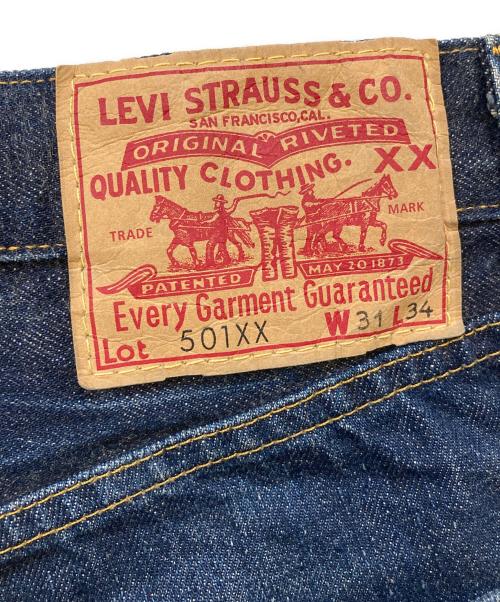 LEVI STRAUSS & CO.
SAN FRANCISCO, CAL.
ORIGINAL RIVETED
QUALITY CLOTHING. XX
TRADE MARK
PATENTED MAY 20 1873
Every Garment Guaranteed
Lot 501XX W 31 L 34